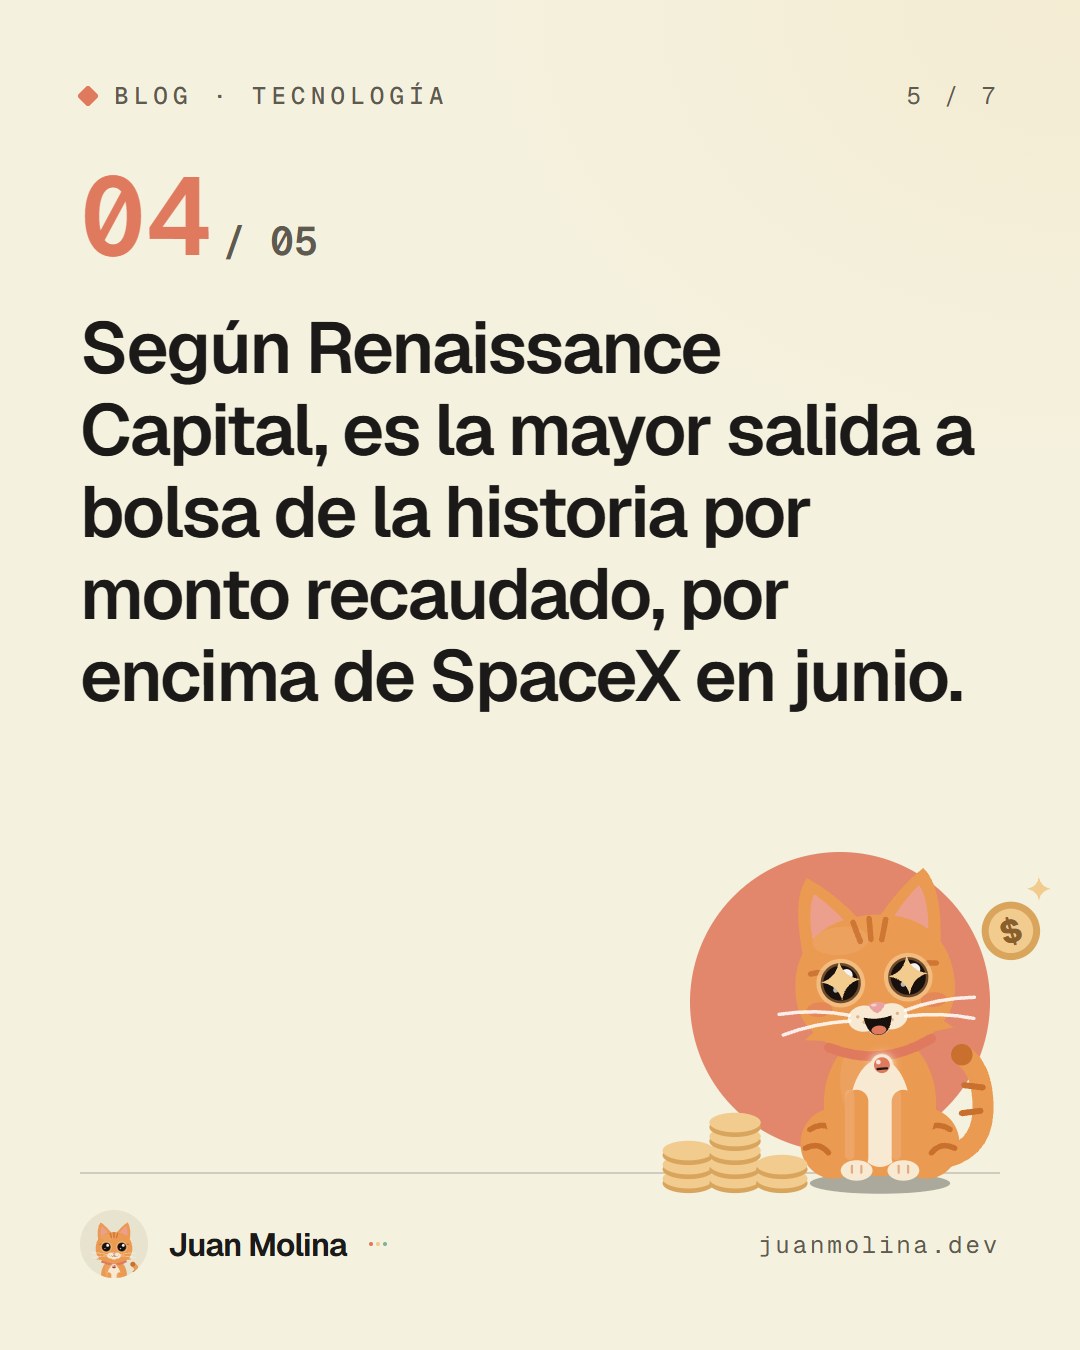 BLOG · TECNOLOGÍA
5 / 7
04 / 05
Según Renaissance
Capital, es la mayor salida a
bolsa de la historia por
monto recaudado, por
encima de SpaceX en junio.
$
Juan Molina
juanmolina.dev